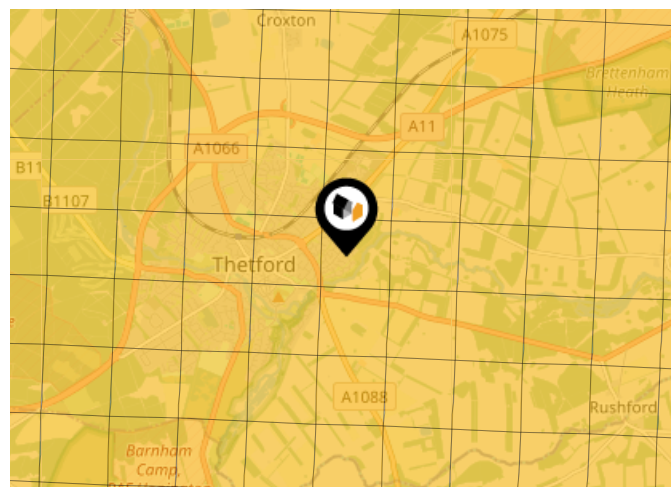 Croxton
A1075
Brettenham
Heath
A11
A1066
B11
B1107
Thetford
A1088
Rushford
Barnham
Camp,